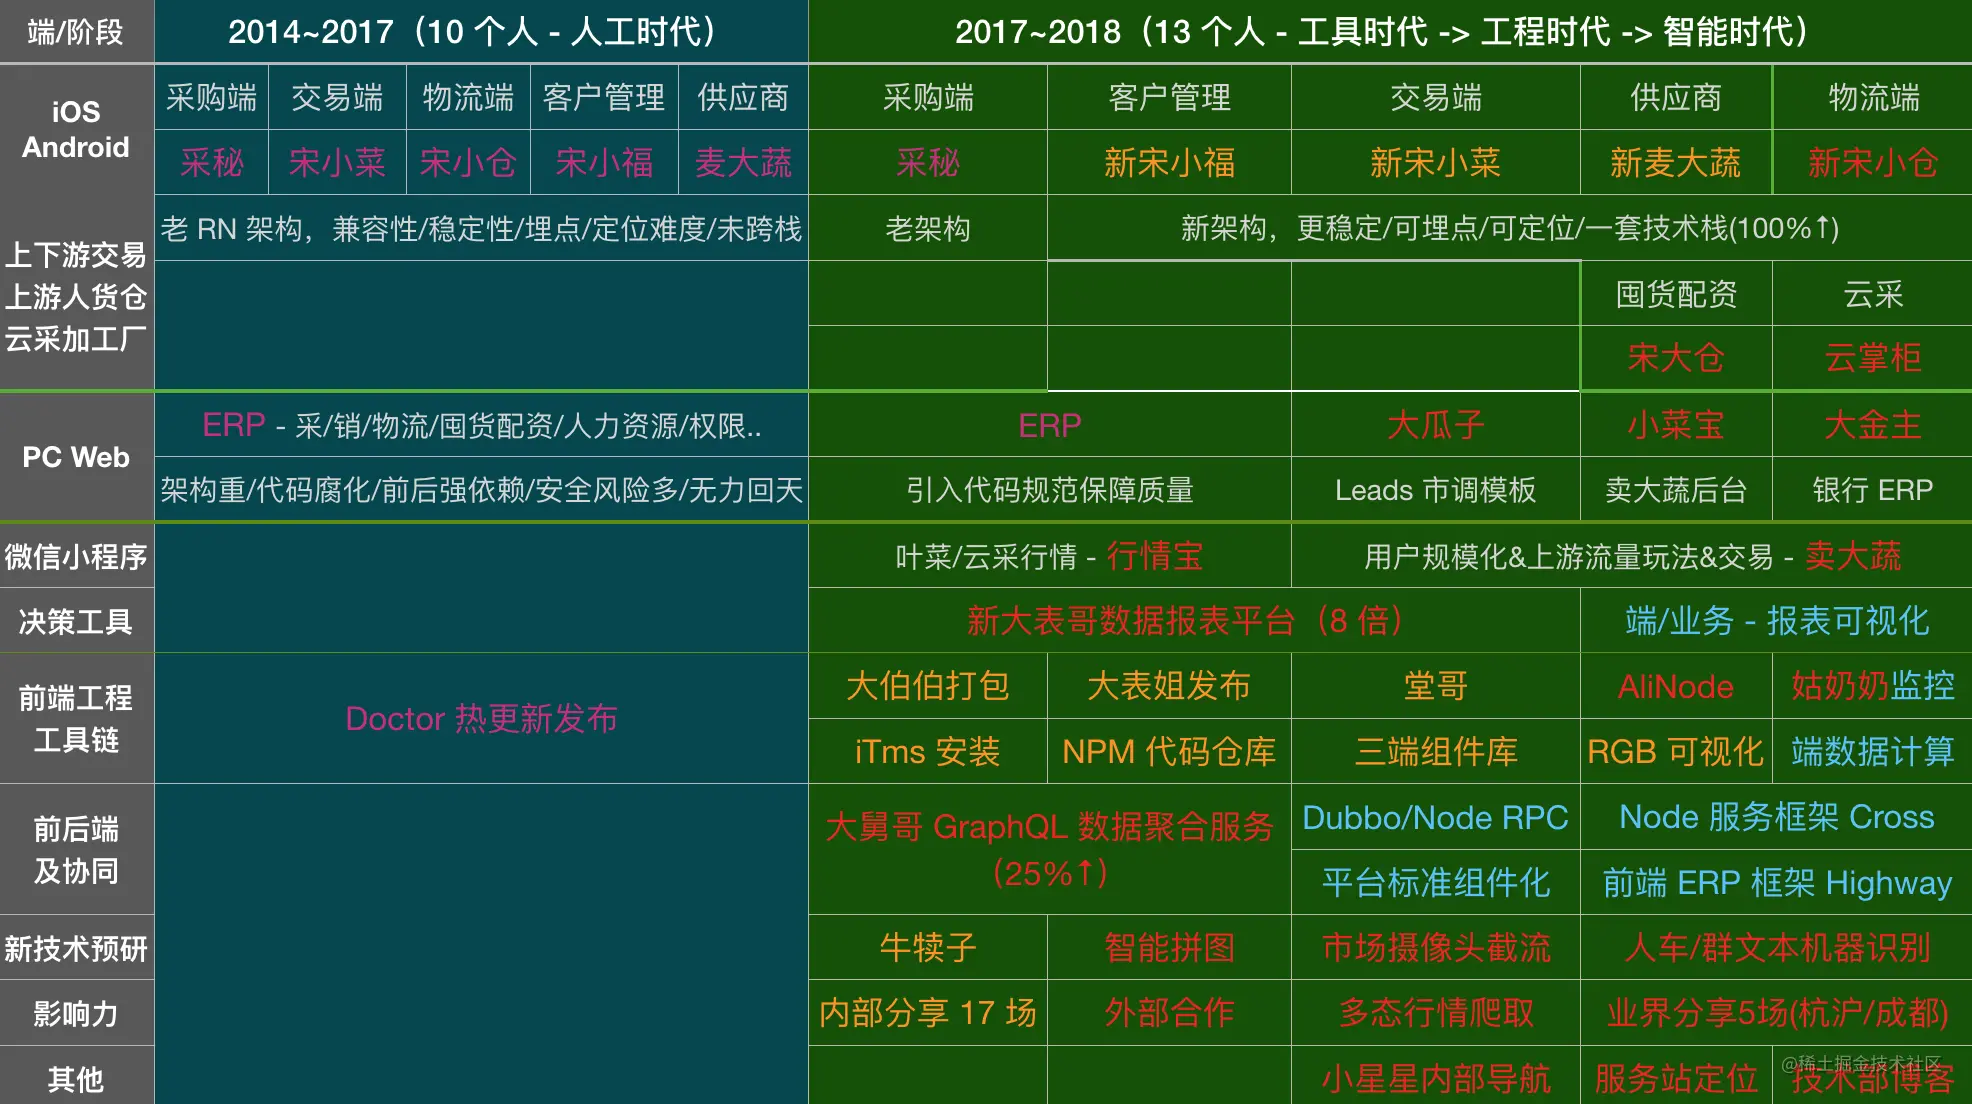 端/阶段
2014~2017（10 个人 - 人工时代）
2017~2018（13 个人 - 工具时代 -> 工程时代 -> 智能时代）
iOS
Android
采购端
交易端
物流端
客户管理
供应商
采购端
客户管理
交易端
供应商
物流端
采秘
宋小菜
宋小仓
宋小福
麦大蔬
采秘
新宋小福
新宋小菜
新麦大蔬
新宋小仓
上下游交易
上游人货仓
云采加工厂
老 RN 架构，兼容性/稳定性/埋点/定位难度/未跨栈
老架构
新架构，更稳定/可埋点/可定位/一套技术栈(100%↑)
囤货配资
云采
宋大仓
云掌柜
PC Web
ERP - 采/销/物流/囤货配资/人力资源/权限..
ERP
大瓜子
小菜宝
大金主
架构重/代码腐化/前后强依赖/安全风险多/无力回天
引入代码规范保障质量
Leads 市调模板
卖大蔬后台
银行 ERP
微信小程序
叶菜/云采行情 - 行情宝
用户规模化&上游流量玩法&交易 - 卖大蔬
决策工具
新大表哥数据报表平台（8 倍）
端/业务 - 报表可视化
前端工程
工具链
Doctor 热更新发布
大伯伯打包
大表姐发布
堂哥
AliNode
姑奶奶监控
iTms 安装
NPM 代码仓库
三端组件库
RGB 可视化
端数据计算
前后端
及协同
大舅哥 GraphQL 数据聚合服务
（25%↑）
Dubbo/Node RPC
Node 服务框架 Cross
平台标准组件化
前端 ERP 框架 Highway
新技术预研
牛犊子
智能拼图
市场摄像头截流
人车/群文本机器识别
影响力
内部分享 17 场
外部合作
多态行情爬取
业界分享5场(杭沪/成都)
其他
小星星内部导航
服务站定位
技术部博客
@稀土掘金技术社区